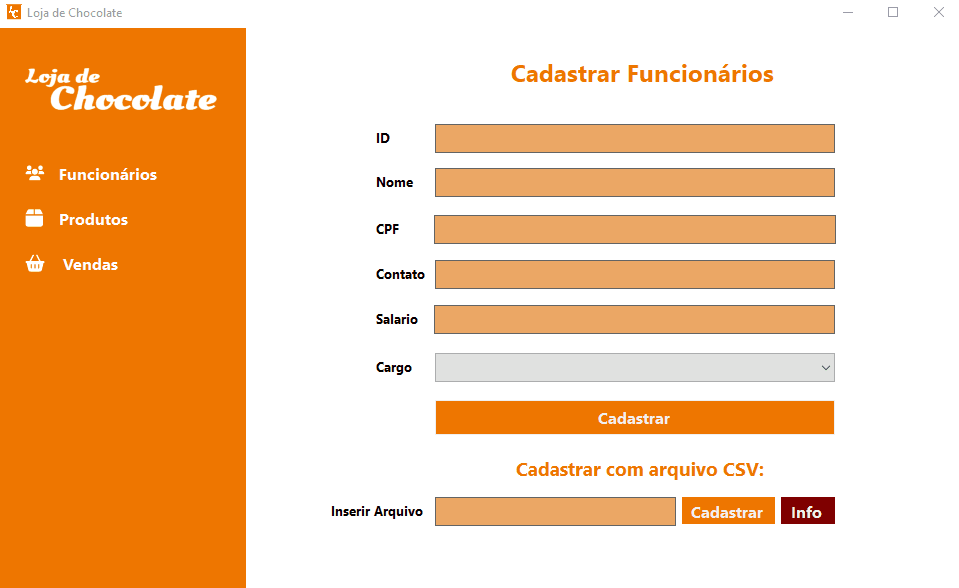 Loja de Chocolate
Loja de
Chocolate
Funcionários
Produtos
Vendas
Cadastrar Funcionários
ID
Nome
CPF
Contato
Salario
Cargo
Cadastrar
Cadastrar com arquivo CSV:
Inserir Arquivo
Cadastrar
Info